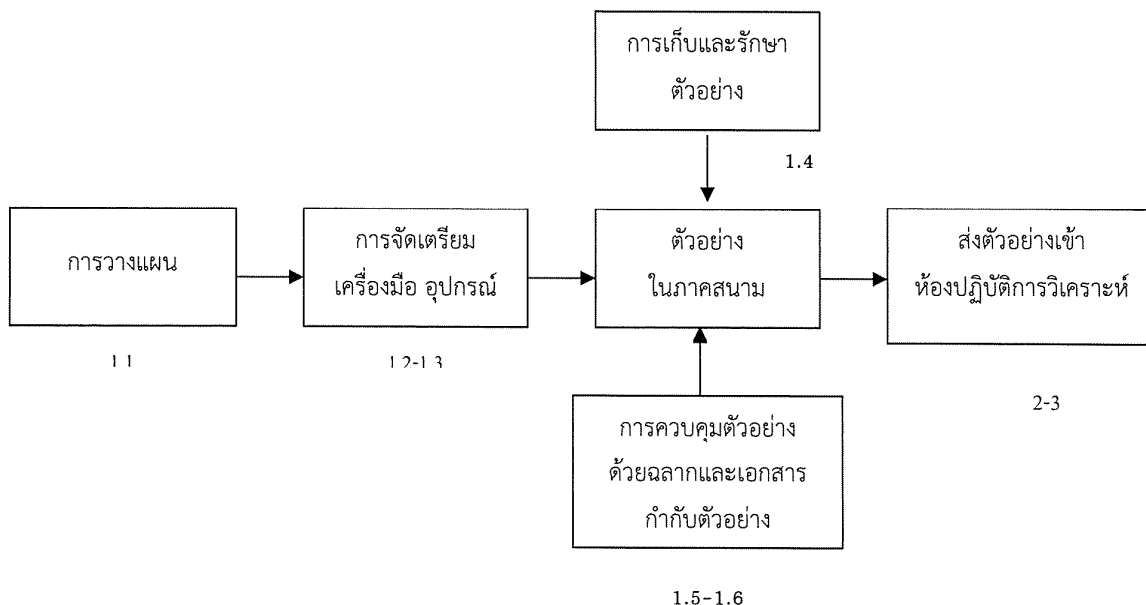 การเก็บและรักษา
ตัวอย่าง
1.4
การวางแผน
1.1
การจัดเตรียม
เครื่องมือ อุปกรณ์
1.2-1.3
ตัวอย่าง
ในภาคสนาม
ส่งตัวอย่างเข้า
ห้องปฏิบัติการวิเคราะห์
2-3
การควบคุมตัวอย่าง
ด้วยฉลากและเอกสาร
กำกับตัวอย่าง
1.5-1.6